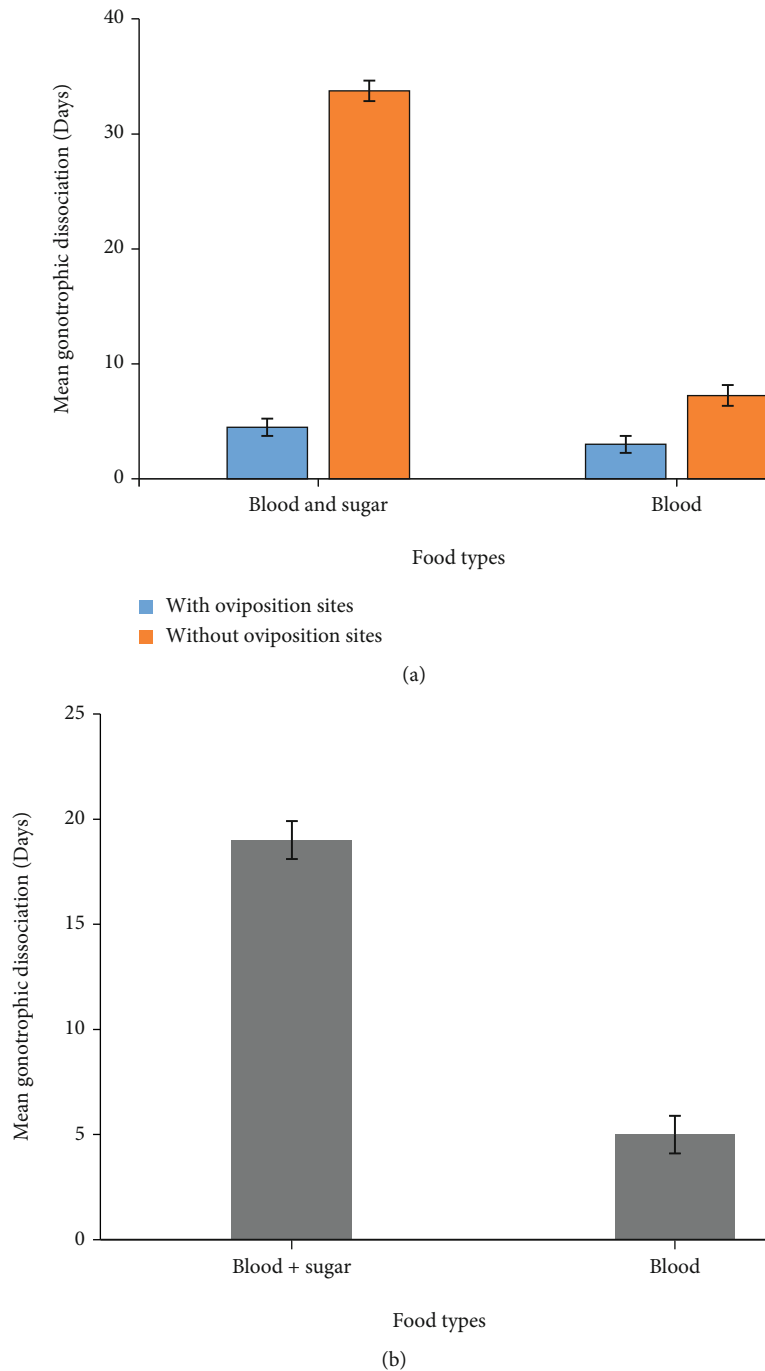 Mean gonotrophic dissociation (Days)
40
30
20
10
0
Blood and sugar
Blood
Food types
With oviposition sites
Without oviposition sites
(a)
Mean gonotrophic dissociation (Days)
25
20
15
10
5
0
Blood + sugar
Blood
Food types
(b)